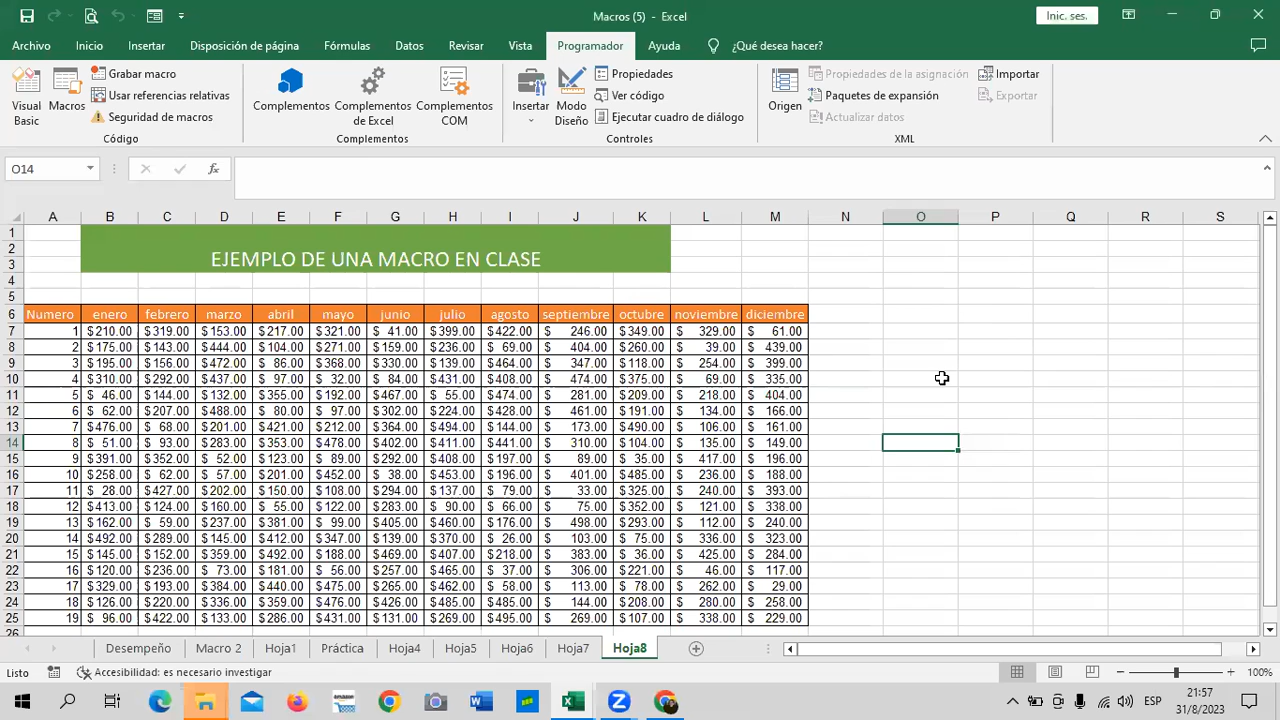 Macros (5) - Excel
Inic. ses.
Archivo Inicio Insertar Disposición de página Fórmulas Datos Revisar Vista Programador Ayuda ¿Qué desea hacer?
Visual Basic
Macros
Grabar macro
Usar referencias relativas
Seguridad de macros
Código
Complementos
Complementos de Excel
Complementos COM
Complementos
Insertar
Modo Diseño
Propiedades
Ver código
Ejecutar cuadro de diálogo
Controles
Origen
Propiedades de la asignación
Paquetes de expansión
Actualizar datos
Importar
Exportar
XML
O14
fx
A B C D E F G H I J K L M N O P Q R S
1
2
3 EJEMPLO DE UNA MACRO EN CLASE
4
5
6 Numero enero febrero marzo abril mayo junio julio agosto septiembre octubre noviembre diciembre
7 1 $210.00 $319.00 $153.00 $217.00 $321.00 $ 41.00 $399.00 $422.00 $ 246.00 $349.00 $ 329.00 $ 61.00
8 2 $175.00 $143.00 $444.00 $104.00 $271.00 $159.00 $236.00 $ 69.00 $ 404.00 $260.00 $ 39.00 $ 439.00
9 3 $195.00 $156.00 $472.00 $ 86.00 $368.00 $330.00 $139.00 $464.00 $ 347.00 $118.00 $ 254.00 $ 399.00
10 4 $310.00 $292.00 $437.00 $ 97.00 $ 32.00 $ 84.00 $431.00 $408.00 $ 474.00 $375.00 $ 69.00 $ 335.00
11 5 $ 46.00 $144.00 $132.00 $355.00 $192.00 $467.00 $ 55.00 $474.00 $ 281.00 $209.00 $ 218.00 $ 404.00
12 6 $ 62.00 $207.00 $488.00 $ 80.00 $ 97.00 $302.00 $224.00 $428.00 $ 461.00 $191.00 $ 134.00 $ 166.00
13 7 $476.00 $ 68.00 $201.00 $421.00 $212.00 $364.00 $494.00 $144.00 $ 173.00 $490.00 $ 106.00 $ 161.00
14 8 $ 51.00 $ 93.00 $283.00 $353.00 $478.00 $402.00 $411.00 $441.00 $ 310.00 $104.00 $ 135.00 $ 149.00
15 9 $391.00 $352.00 $ 52.00 $123.00 $ 89.00 $292.00 $408.00 $197.00 $ 89.00 $ 35.00 $ 417.00 $ 196.00
16 10 $258.00 $ 62.00 $ 57.00 $201.00 $452.00 $ 38.00 $453.00 $196.00 $ 401.00 $485.00 $ 236.00 $ 188.00
17 11 $ 28.00 $427.00 $202.00 $150.00 $108.00 $294.00 $137.00 $ 79.00 $ 33.00 $325.00 $ 240.00 $ 393.00
18 12 $413.00 $124.00 $160.00 $ 55.00 $122.00 $283.00 $ 90.00 $ 66.00 $ 75.00 $352.00 $ 121.00 $ 338.00
19 13 $162.00 $ 59.00 $237.00 $381.00 $ 99.00 $405.00 $460.00 $176.00 $ 498.00 $293.00 $ 112.00 $ 240.00
20 14 $492.00 $289.00 $145.00 $412.00 $347.00 $139.00 $370.00 $ 26.00 $ 103.00 $ 75.00 $ 336.00 $ 323.00
21 15 $145.00 $152.00 $359.00 $492.00 $188.00 $469.00 $407.00 $218.00 $ 383.00 $ 36.00 $ 425.00 $ 284.00
22 16 $120.00 $236.00 $ 73.00 $181.00 $ 56.00 $257.00 $465.00 $ 37.00 $ 306.00 $221.00 $ 46.00 $ 117.00
23 17 $329.00 $193.00 $384.00 $440.00 $475.00 $265.00 $462.00 $ 58.00 $ 113.00 $ 78.00 $ 262.00 $ 29.00
24 18 $126.00 $220.00 $336.00 $359.00 $476.00 $426.00 $485.00 $485.00 $ 144.00 $208.00 $ 280.00 $ 258.00
25 19 $ 96.00 $422.00 $133.00 $286.00 $431.00 $131.00 $269.00 $495.00 $ 269.00 $107.00 $ 338.00 $ 229.00
26
Desempeño Macro 2 Hoja1 Práctica Hoja4 Hoja5 Hoja6 Hoja7 Hoja8
Listo Accesibilidad: es necesario investigar 100%
ESP
21:57
31/8/2023